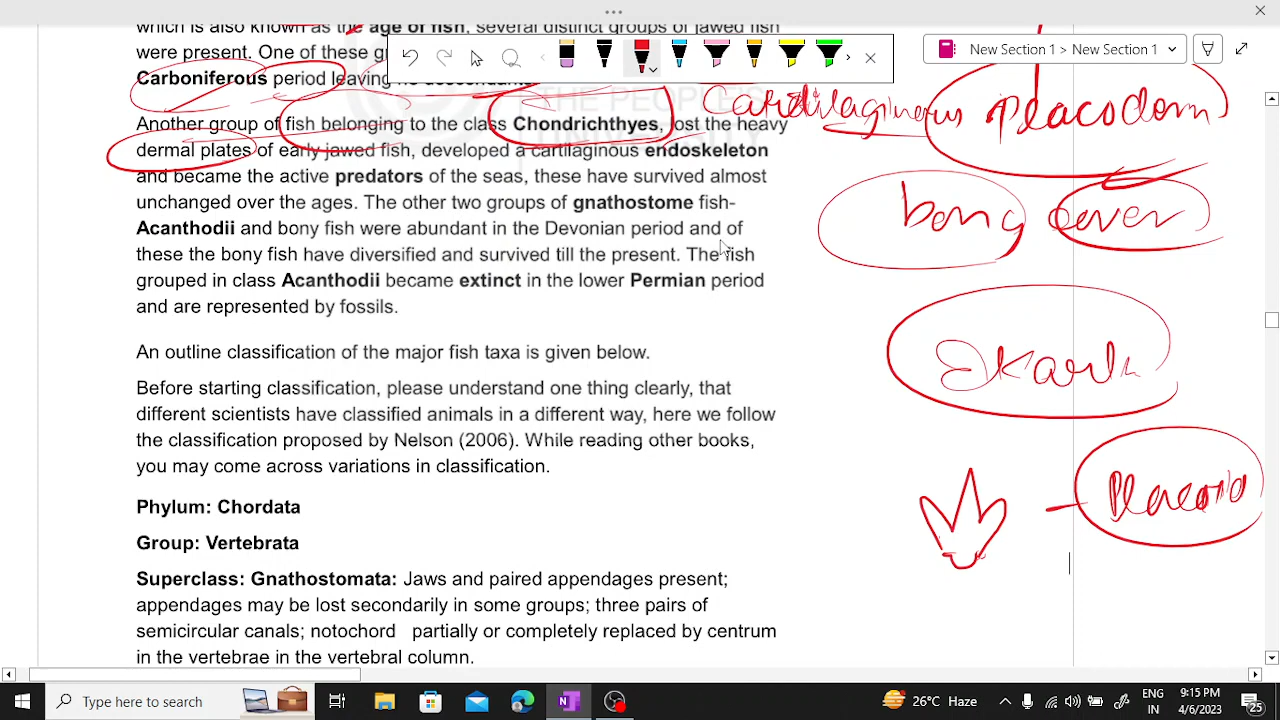 which is also known as the age of fish, several distinct groups of jawed fish
were present. One of these
Carboniferous period leaving no descendants
THE PEOPLE'S
UNIVERSITY
Another group of fish belonging to the class Chondrichthyes, lost the heavy
dermal plates of early jawed fish, developed a cartilaginous endoskeleton
and became the active predators of the seas, these have survived almost
unchanged over the ages. The other two groups of gnathostome fish-
Acanthodii and bony fish were abundant in the Devonian period and of
these the bony fish have diversified and survived till the present. The fish
grouped in class Acanthodii became extinct in the lower Permian period
and are represented by fossils.
An outline classification of the major fish taxa is given below.
Before starting classification, please understand one thing clearly, that
different scientists have classified animals in a different way, here we follow
the classification proposed by Nelson (2006). While reading other books,
you may come across variations in classification.
Phylum: Chordata
Group: Vertebrata
Superclass: Gnathostomata: Jaws and paired appendages present;
appendages may be lost secondarily in some groups; three pairs of
semicircular canals; notochord partially or completely replaced by centrum
in the vertebrae in the vertebral column.
New Section 1 > New Section 1
Cartilaginous Placoderm
bony cover
Placoid
Type here to search
26°C Haze
ENG
IN
9:15 PM
4/6/2023
25